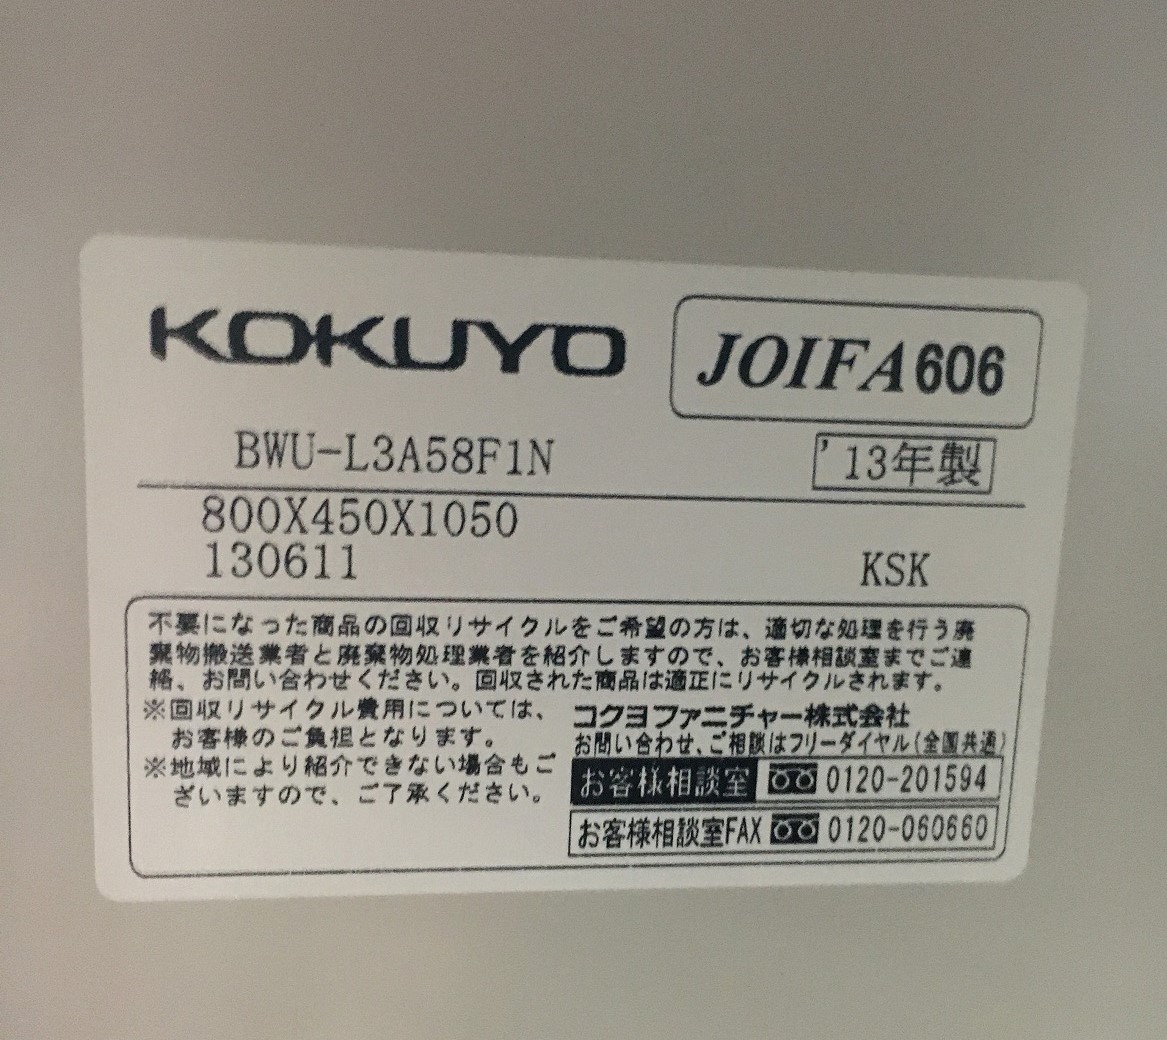 KOKUYO
JOIFA606
BWU-L3A58F1N
'13年製
800X450X1050
130611
KSK
不要になった商品の回収リサイクルをご希望の方は、適切な処理を行う廃
棄物搬送業者と廃棄物処理業者を紹介しますので、お客様相談室までご連
絡、お問い合わせください。回収された商品は適正にリサイクルされます。
※回収リサイクル費用については、
お客様のご負担となります。
※地域により紹介できない場合もご
ざいますので、ご了承ください。
コクヨファニチャー株式会社
お問い合わせ、ご相談はフリーダイヤル(全国共通)
お客様相談室 0120-201594
お客様相談室FAX 0120-060660